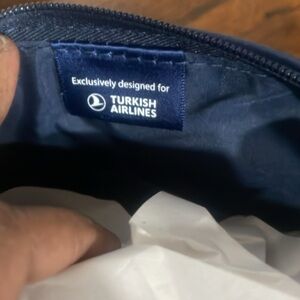 Exclusively designed for
TURKISH
AIRLINES